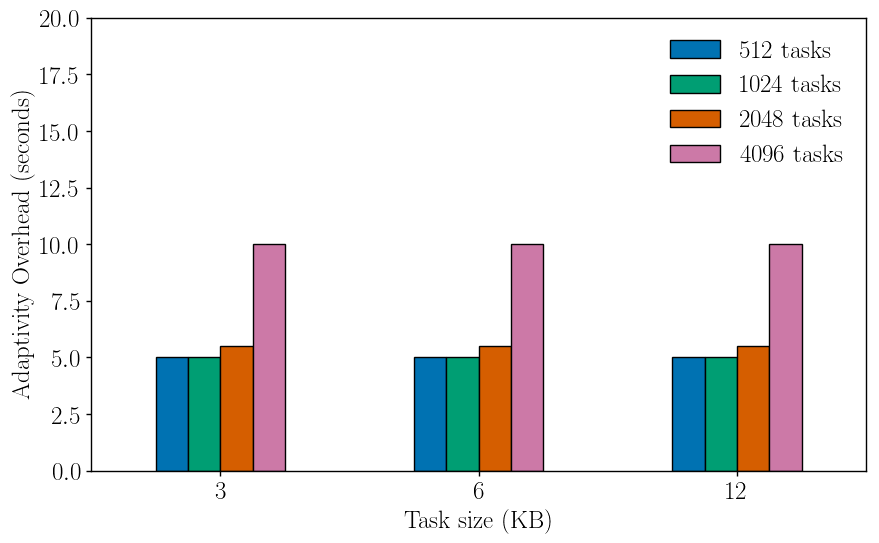 Adaptivity Overhead (seconds)
20.0
17.5
15.0
12.5
10.0
7.5
5.0
2.5
0.0
512 tasks
1024 tasks
2048 tasks
4096 tasks
3
6
12
Task size (KB)